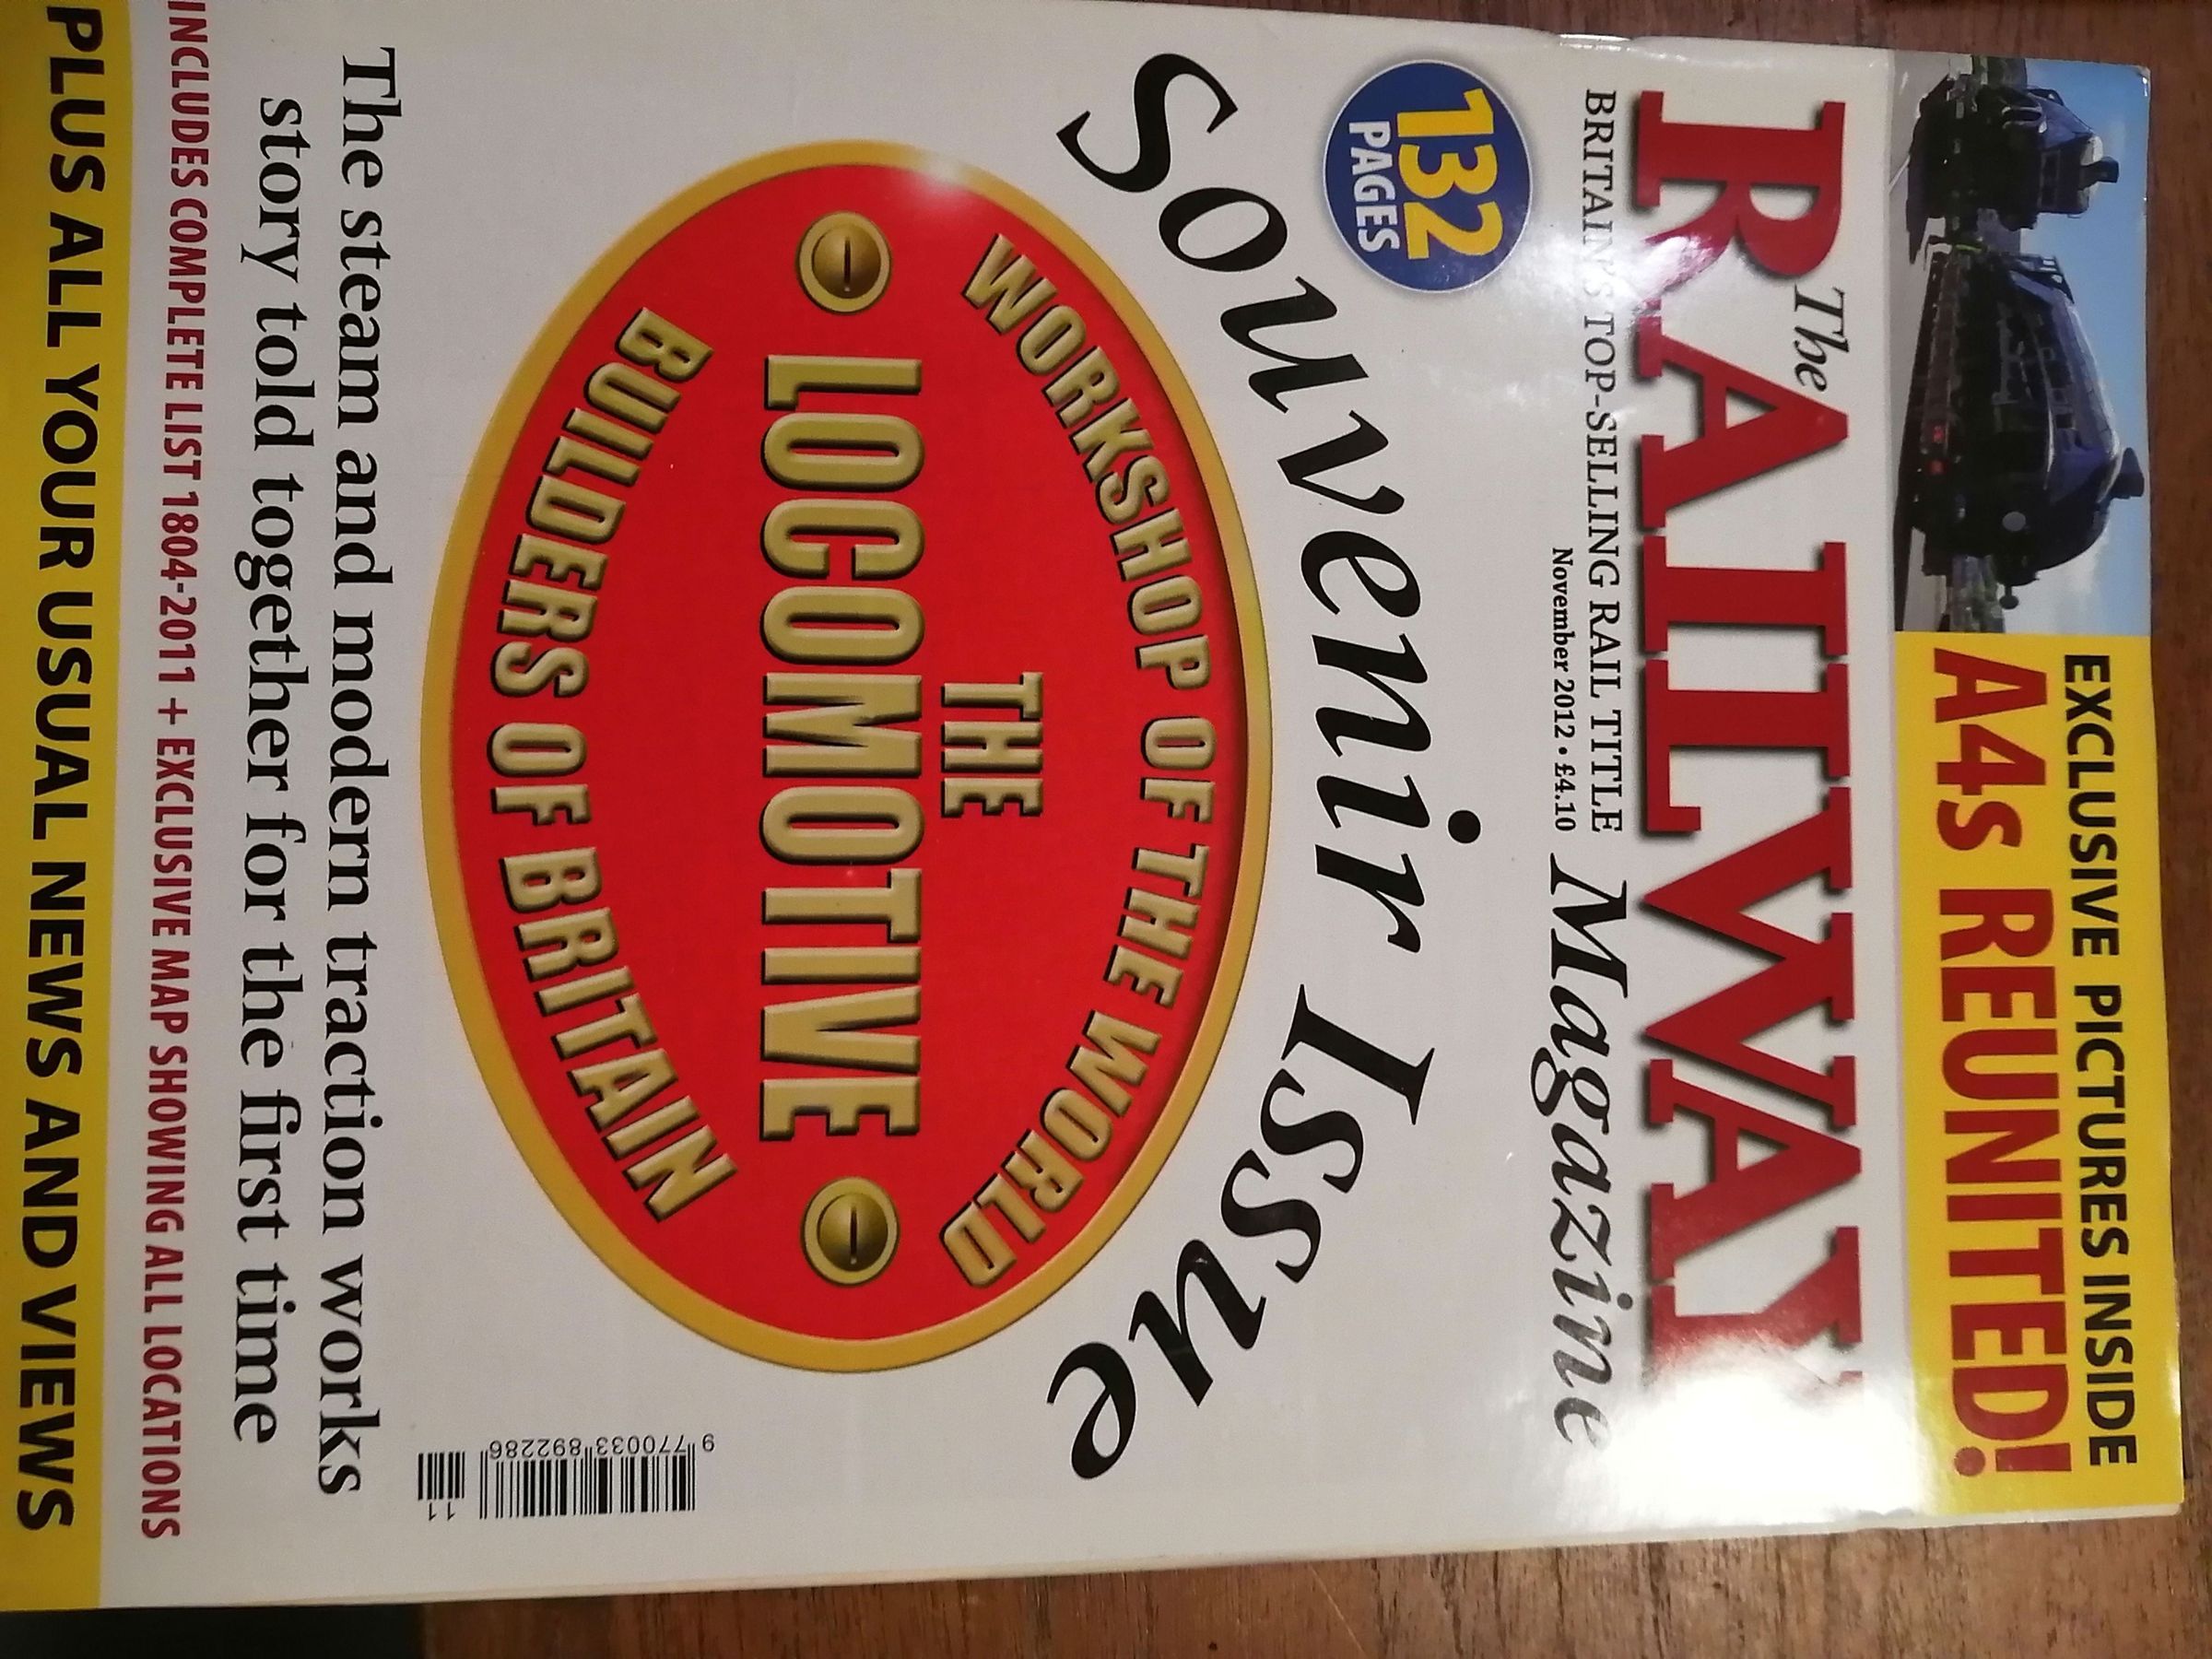 EXCLUSIVE PICTURES INSIDE
A4s REUNITED!
The
RAILWAY
BRITAIN'S TOP-SELLING RAIL TITLE
Magazine
November 2012 • £4.10
132
PAGES
Souvenir Issue
WORKSHOP OF THE WORLD
THE
LOCOMOTIVE
BUILDERS OF BRITAIN
9 770033 892286
11
The steam and modern traction works
story told together for the first time
INCLUDES COMPLETE LIST 1804-2011 + EXCLUSIVE MAP SHOWING ALL LOCATIONS
PLUS ALL YOUR USUAL NEWS AND VIEWS